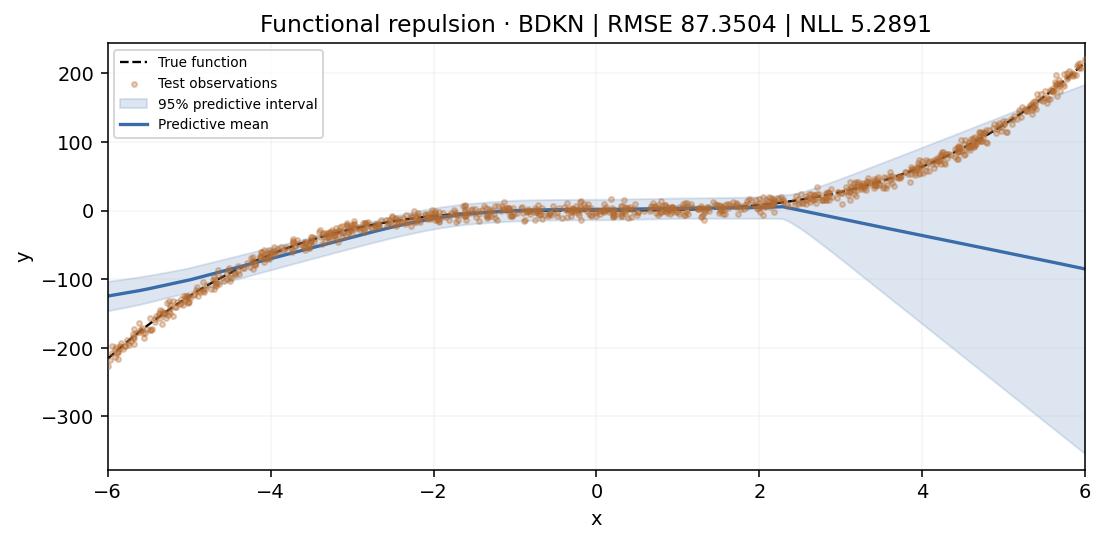 Functional repulsion · BDKN | RMSE 87.3504 | NLL 5.2891
True function
Test observations
95% predictive interval
Predictive mean
y
200
100
0
−100
−200
−300
−6
−4
−2
0
2
4
6
x